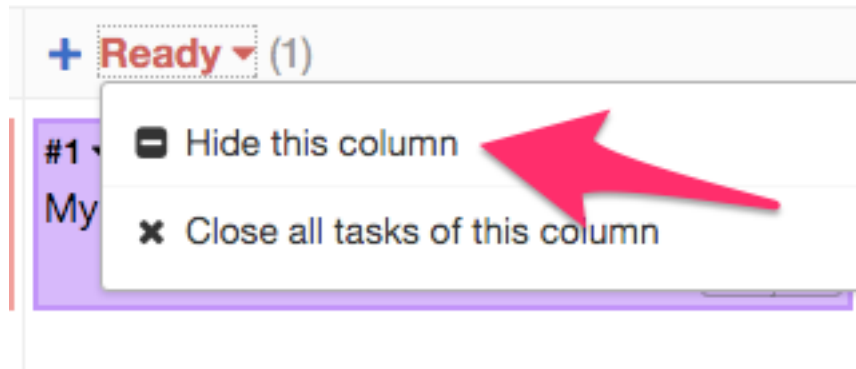 + Ready (1)
#1
Hide this column
My
Close all tasks of this column